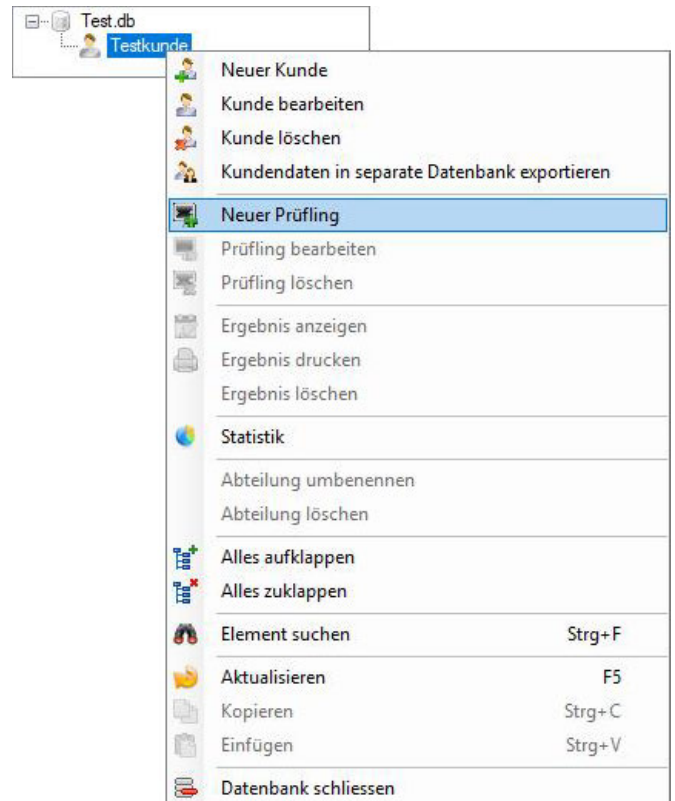 Test.db
Testkunde
Neuer Kunde
Kunde bearbeiten
Kunde löschen
Kundendaten in separate Datenbank exportieren
Neuer Prüfling
Prüfling bearbeiten
Prüfling löschen
Ergebnis anzeigen
Ergebnis drucken
Ergebnis löschen
Statistik
Abteilung umbenennen
Abteilung löschen
Alles aufklappen
Alles zuklappen
Element suchen Strg+F
Aktualisieren F5
Kopieren Strg+C
Einfügen Strg+V
Datenbank schliessen